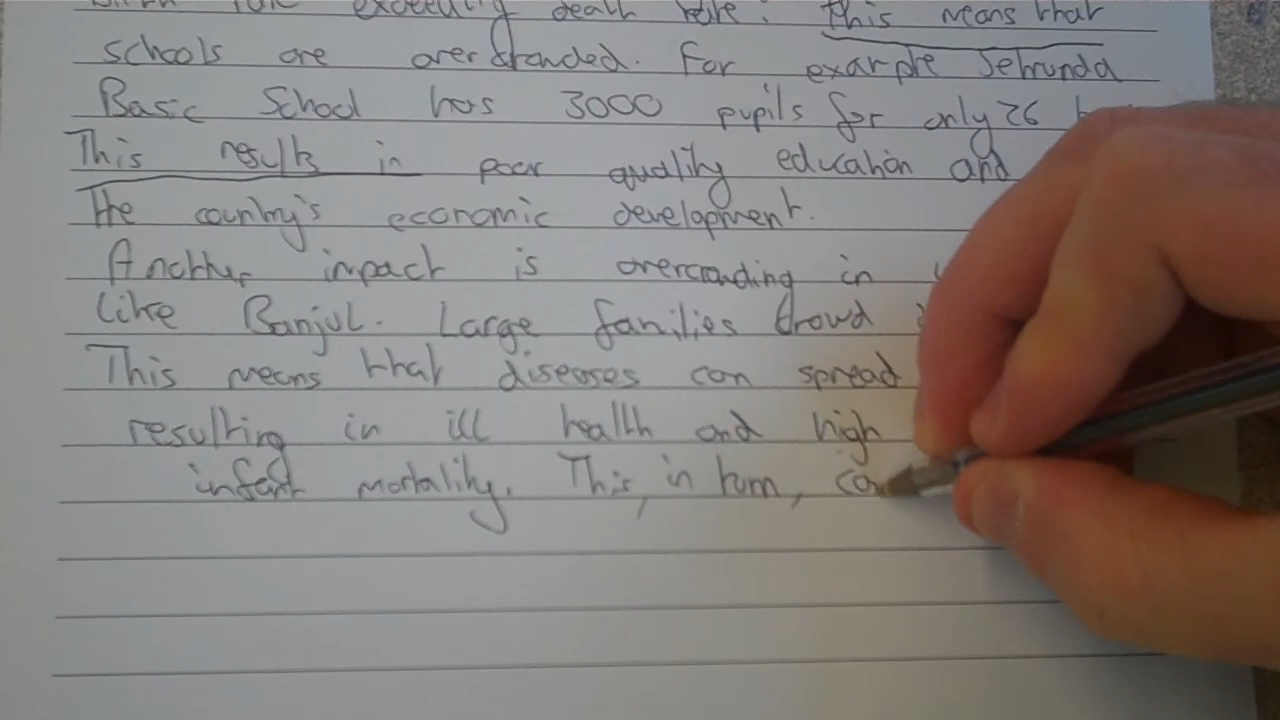 rate exceeding death rate. This means that
schools are overstranded. For example Serrunda
Basic School has 3000 pupils for only 26
This results in poor quality education and
the country's economic development.
Another impact is overcrowding in
like Banjul. Large families crowd
This means that diseases can spread
resulting in ill health and high
infant mortality. This, in turn, ca